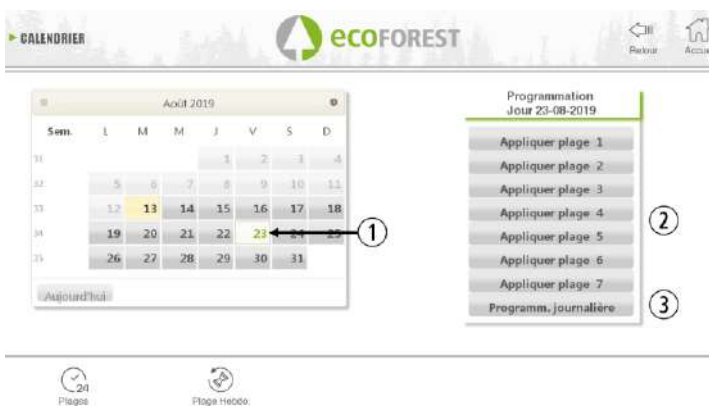 CALENDRIER
ecoFOREST
Retour
Août 2019
Sem. L M M J V S D
31 1 2 3 4
32 5 6 7 8 9 10 11
33 12 13 14 15 16 17 18
34 19 20 21 22 23 24 25
35 26 27 28 29 30 31
Aujourd'hui
1
Programmation
Jour 23-08-2019
Appliquer plage 1
Appliquer plage 2
Appliquer plage 3
Appliquer plage 4
Appliquer plage 5
Appliquer plage 6
Appliquer plage 7
Programm. journalière
2
3
24
Plages
Plage Hebdo.